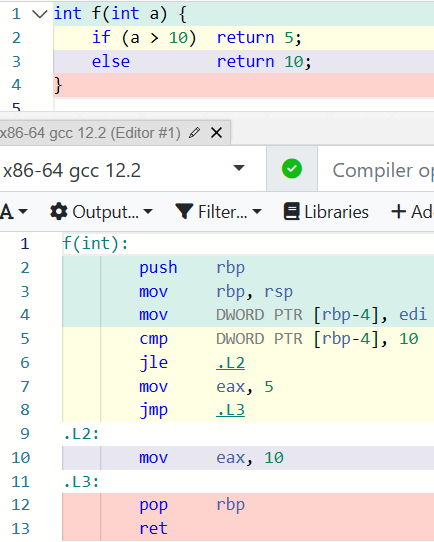 1 int f(int a) {
2 if (a > 10) return 5;
3 else return 10;
4 }
5
x86-64 gcc 12.2 (Editor #1)
x86-64 gcc 12.2 Compiler op
A Output... Filter... Libraries + Ad
1 f(int):
2 push rbp
3 mov rbp, rsp
4 mov DWORD PTR [rbp-4], edi
5 cmp DWORD PTR [rbp-4], 10
6 jle .L2
7 mov eax, 5
8 jmp .L3
9 .L2:
10 mov eax, 10
11 .L3:
12 pop rbp
13 ret